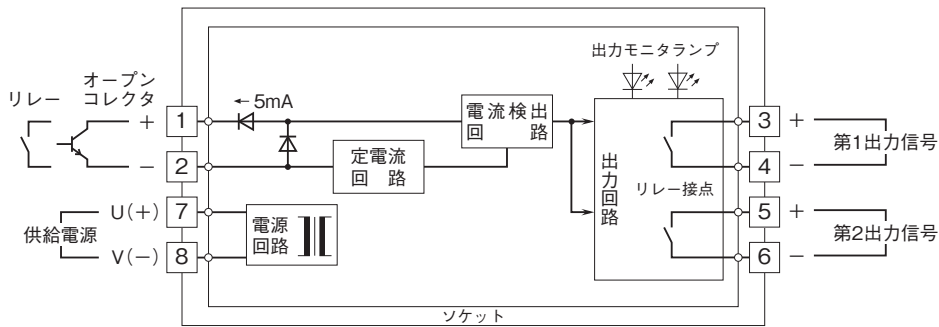 出力モニタランプ
リレー
オープン
コレクタ
+
1
← 5mA
電流検出
回 路
3
+
第1出力信号
−
2
定電流
回 路
出力回路
リレー接点
4
−
供給電源
U(+)
7
電源
回路
5
+
第2出力信号
V(−)
8
6
−
ソケット